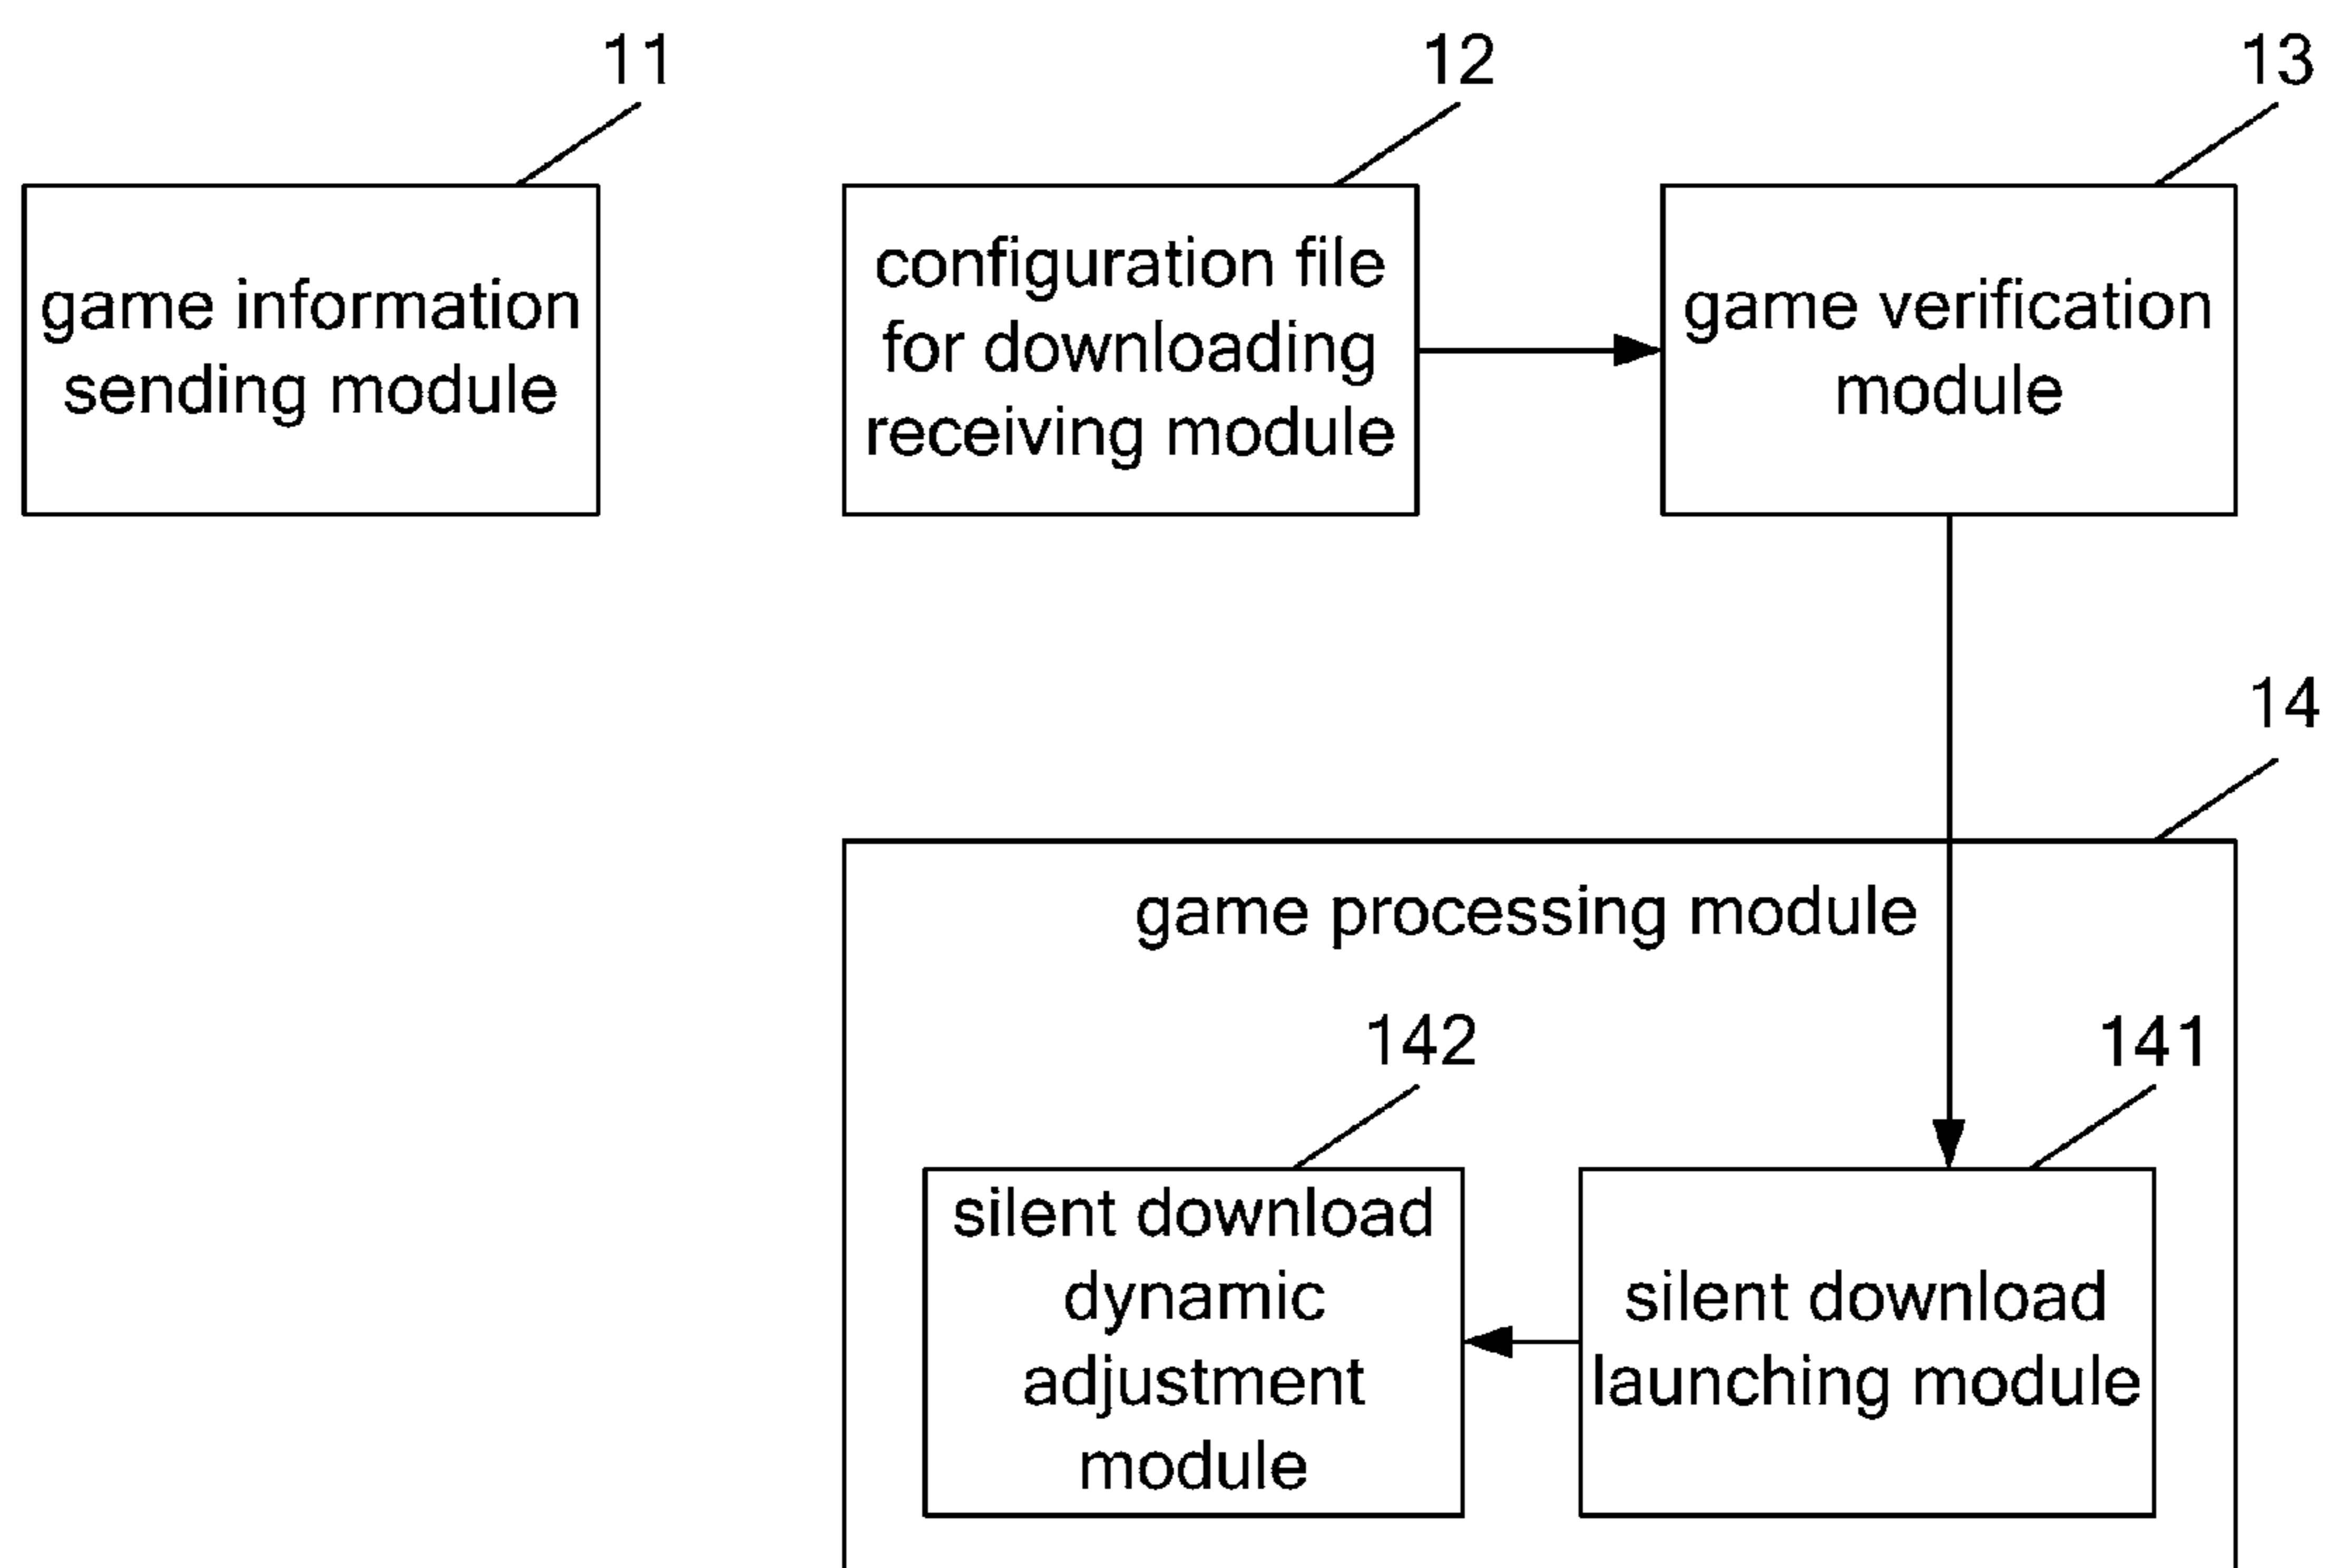 11
game information
sending module
12
configuration file
for downloading
receiving module
13
game verification
module
14
game processing module
142
silent download
dynamic
adjustment
module
141
silent download
launching module